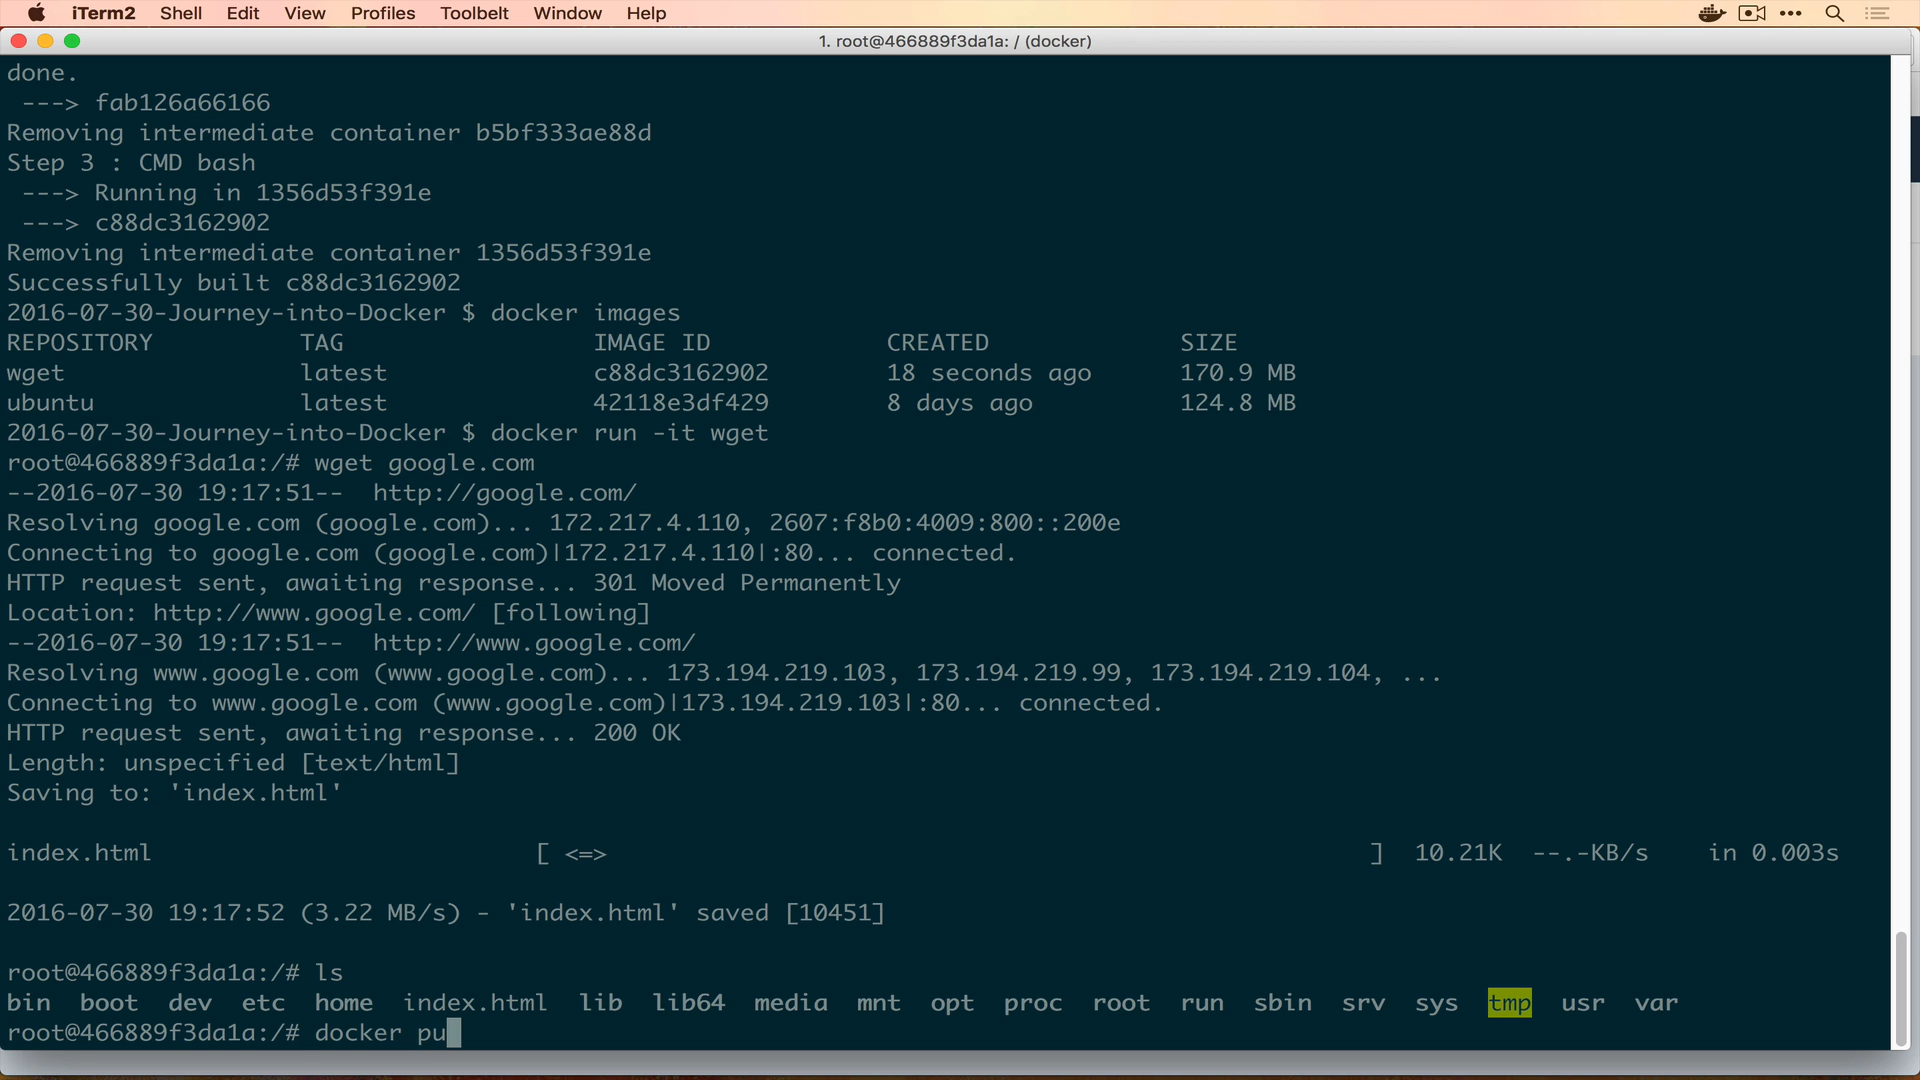 iTerm2 Shell Edit View Profiles Toolbelt Window Help
1. root@466889f3da1a: / (docker)
done.
 ---> fab126a66166
Removing intermediate container b5bf333ae88d
Step 3 : CMD bash
 ---> Running in 1356d53f391e
 ---> c88dc3162902
Removing intermediate container 1356d53f391e
Successfully built c88dc3162902
2016-07-30-Journey-into-Docker $ docker images
REPOSITORY          TAG                 IMAGE ID            CREATED             SIZE
wget                latest              c88dc3162902        18 seconds ago      170.9 MB
ubuntu              latest              42118e3df429        8 days ago          124.8 MB
2016-07-30-Journey-into-Docker $ docker run -it wget
root@466889f3da1a:/# wget google.com
--2016-07-30 19:17:51--  http://google.com/
Resolving google.com (google.com)... 172.217.4.110, 2607:f8b0:4009:800::200e
Connecting to google.com (google.com)|172.217.4.110|:80... connected.
HTTP request sent, awaiting response... 301 Moved Permanently
Location: http://www.google.com/ [following]
--2016-07-30 19:17:51--  http://www.google.com/
Resolving www.google.com (www.google.com)... 173.194.219.103, 173.194.219.99, 173.194.219.104, ...
Connecting to www.google.com (www.google.com)|173.194.219.103|:80... connected.
HTTP request sent, awaiting response... 200 OK
Length: unspecified [text/html]
Saving to: 'index.html'
index.html                          [ <=>                                                    ]  10.21K  --.-KB/s    in 0.003s
2016-07-30 19:17:52 (3.22 MB/s) - 'index.html' saved [10451]
root@466889f3da1a:/# ls
bin  boot  dev  etc  home  index.html  lib  lib64  media  mnt  opt  proc  root  run  sbin  srv  sys  tmp  usr  var
root@466889f3da1a:/# docker pu